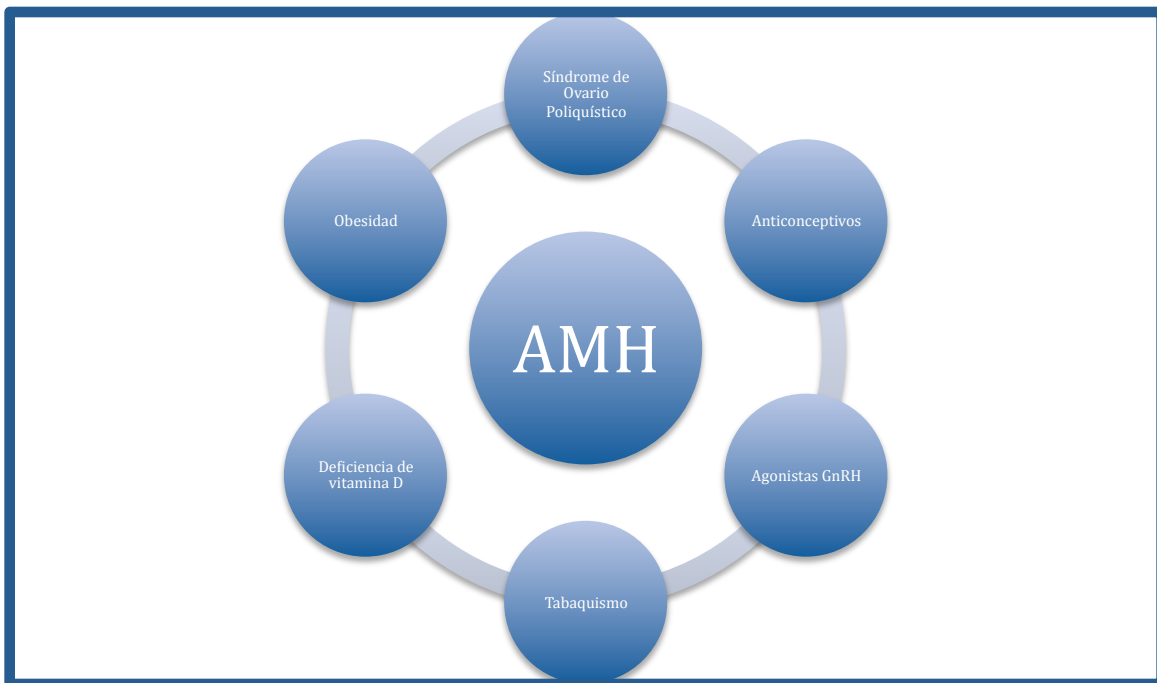 Síndrome de
Ovario
Poliquístico
Obesidad
Anticonceptivos
AMH
Deficiencia de
vitamina D
Agonistas GnRH
Tabaquismo